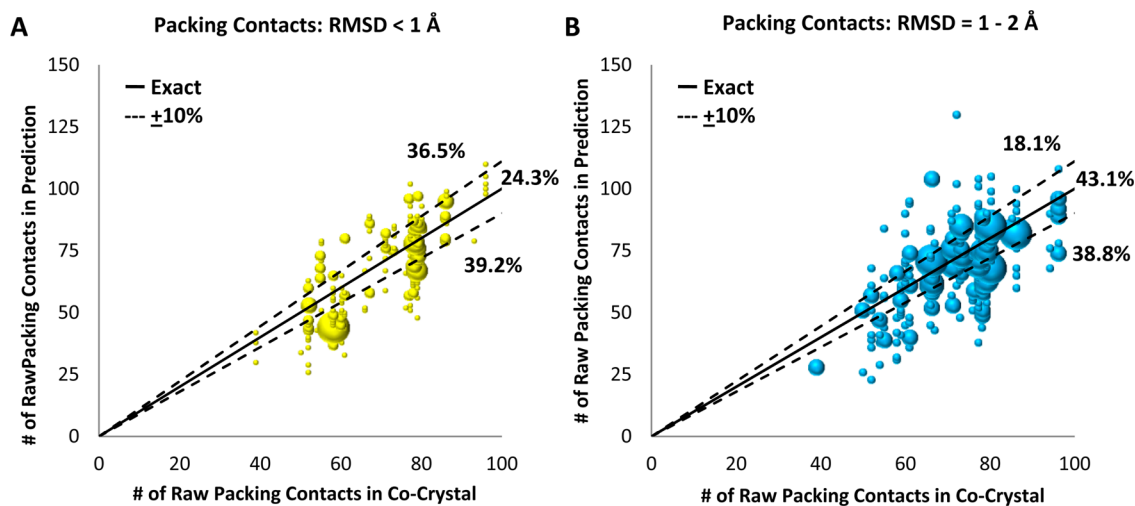 A
Packing Contacts: RMSD < 1 Å
# of RawPacking Contacts in Prediction
150
125
100
75
50
25
0
Exact
±10%
36.5%
24.3%
39.2%
0 20 40 60 80 100
# of Raw Packing Contacts in Co-Crystal
B
Packing Contacts: RMSD = 1 - 2 Å
# of Raw Packing Contacts in Prediction
150
125
100
75
50
25
0
Exact
±10%
18.1%
43.1%
38.8%
0 20 40 60 80 100
# of Raw Packing Contacts in Co-Crystal